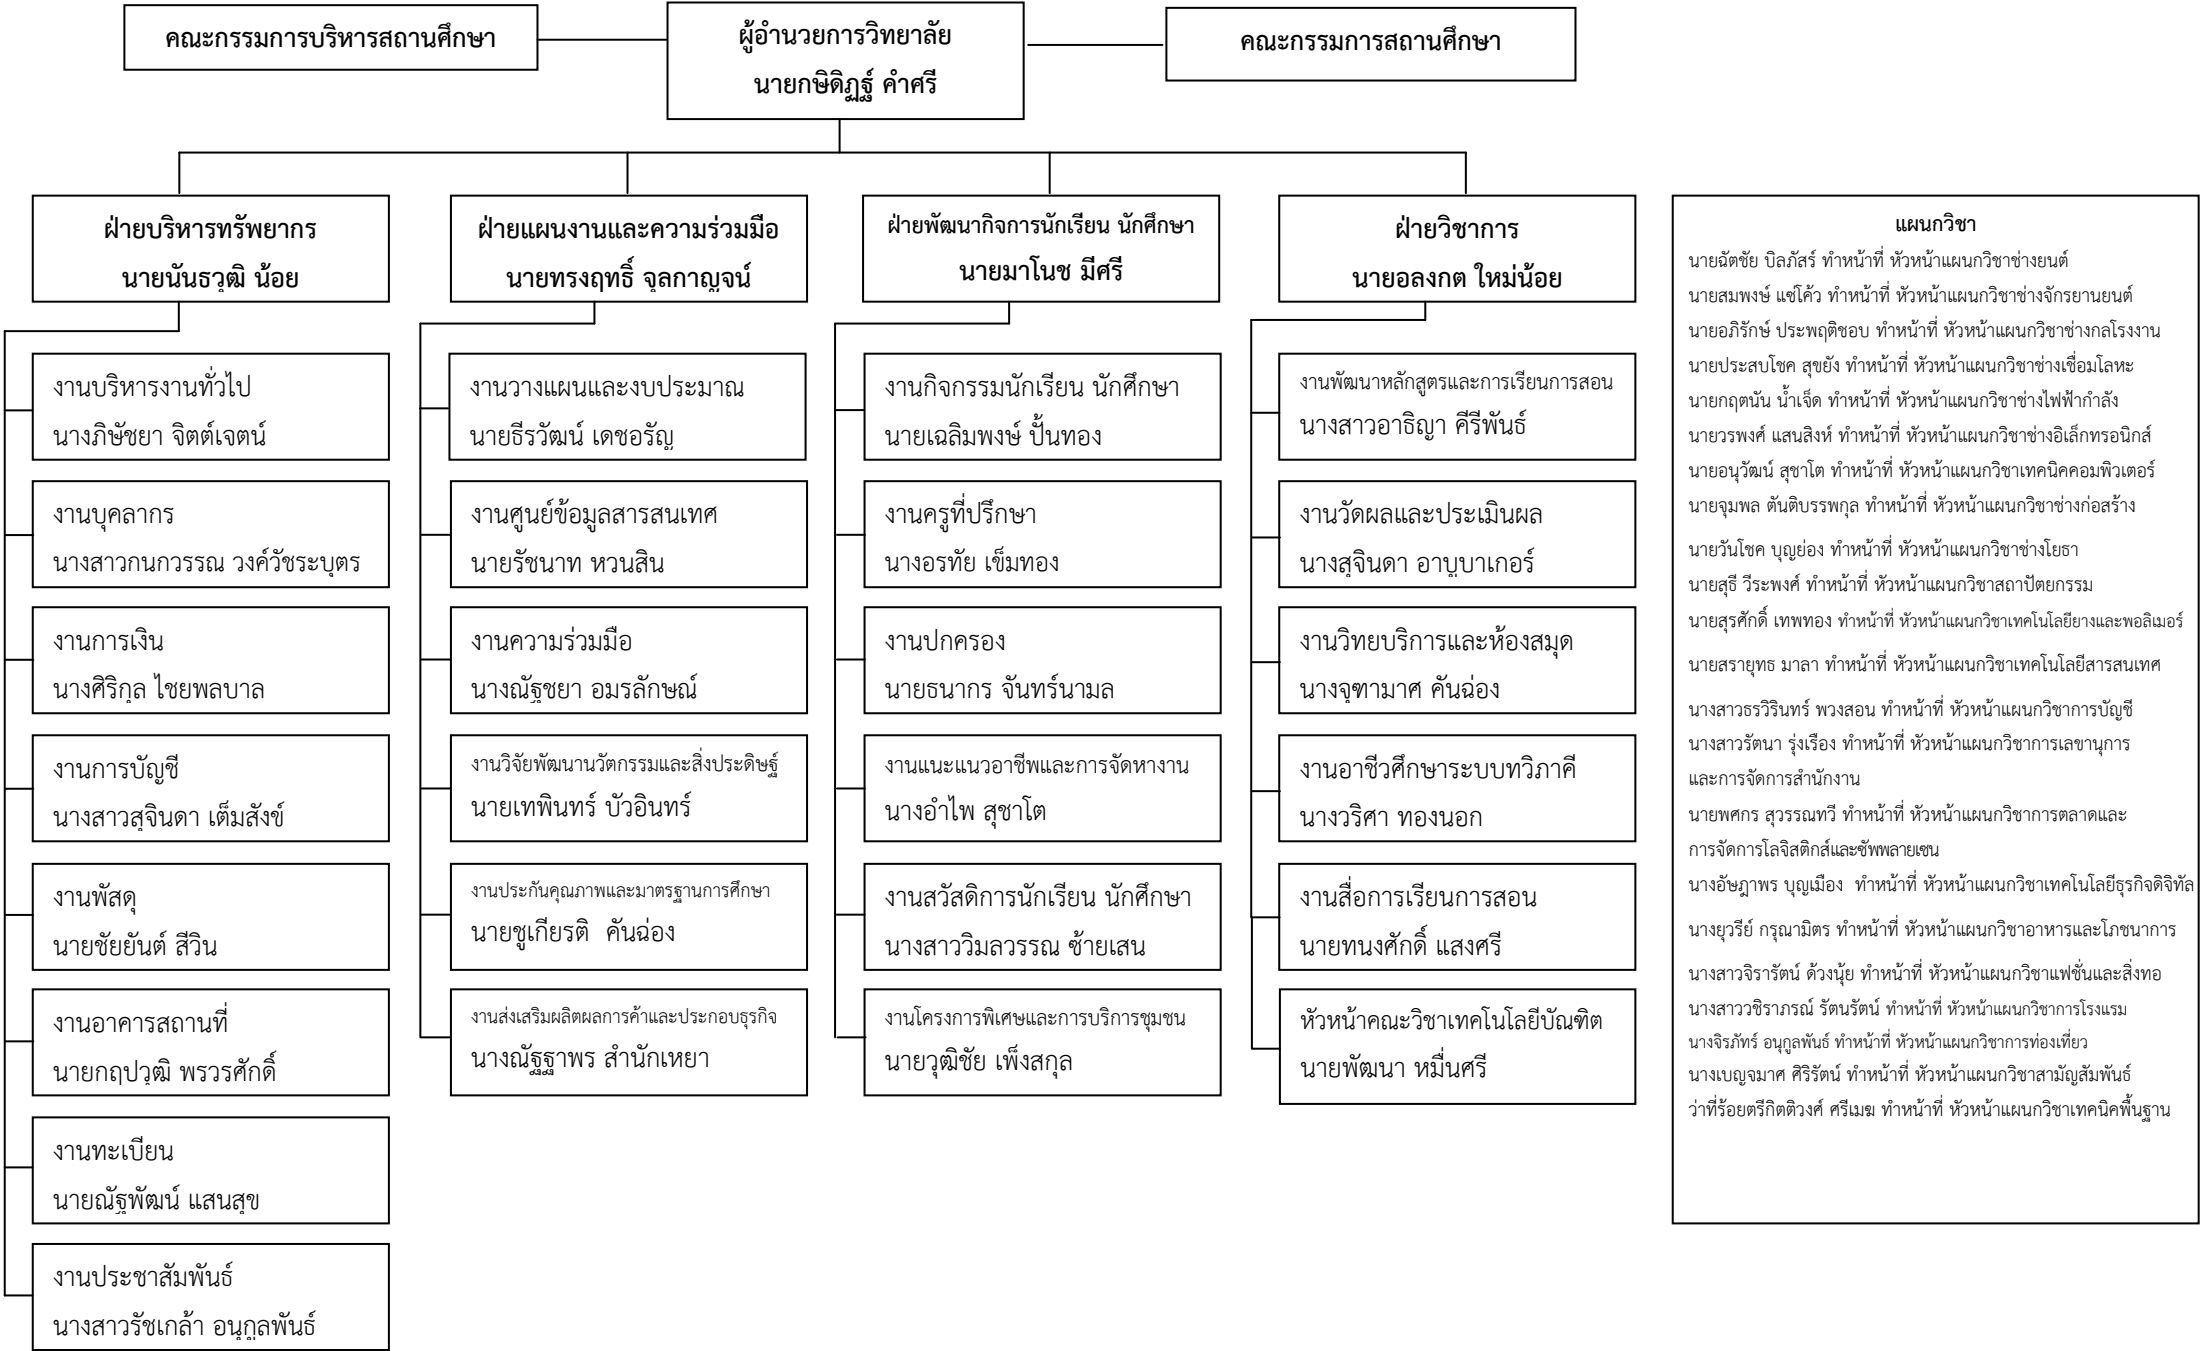 คณะกรรมการบริหารสถานศึกษา
ผู้อำนวยการวิทยาลัย
นายกษิดิฏฐ์ คำศรี
คณะกรรมการสถานศึกษา
ฝ่ายบริหารทรัพยากร
นายนันธวุฒิ น้อย
งานบริหารงานทั่วไป
นางภิษัชยา จิตต์เจตน์
งานบุคลากร
นางสาวกนกวรรณ วงค์วัชระบุตร
งานการเงิน
นางศิริกุล ไชยพลบาล
งานการบัญชี
นางสาวสุจินดา เต็มสังข์
งานพัสดุ
นายชัยยันต์ สีวิน
งานอาคารสถานที่
นายกฤปวุฒิ พรวรศักดิ์
งานทะเบียน
นายณัฐพัฒน์ แสนสุข
งานประชาสัมพันธ์
นางสาวรัชเกล้า อนุกูลพันธ์
ฝ่ายแผนงานและความร่วมมือ
นายทรงฤทธิ์ จุลกาญจน์
งานวางแผนและงบประมาณ
นายธีรวัฒน์ เดชอรัญ
งานศูนย์ข้อมูลสารสนเทศ
นายรัชนาท หวนสิน
งานความร่วมมือ
นางณัฐชยา อมรลักษณ์
งานวิจัยพัฒนานวัตกรรมและสิ่งประดิษฐ์
นายเทพินทร์ บัวอินทร์
งานประกันคุณภาพและมาตรฐานการศึกษา
นายชูเกียรติ  คันฉ่อง
งานส่งเสริมผลิตผลการค้าและประกอบธุรกิจ
นางณัฐฐาพร สำนักเหยา
ฝ่ายพัฒนากิจการนักเรียน นักศึกษา
นายมาโนช มีศรี
งานกิจกรรมนักเรียน นักศึกษา
นายเฉลิมพงษ์ ปั้นทอง
งานครูที่ปรึกษา
นางอรทัย เข็มทอง
งานปกครอง
นายธนากร จันทร์นามล
งานแนะแนวอาชีพและการจัดหางาน
นางอำไพ สุชาโต
งานสวัสดิการนักเรียน นักศึกษา
นางสาววิมลวรรณ ซ้ายเสน
งานโครงการพิเศษและการบริการชุมชน
นายวุฒิชัย เพ็งสกุล
ฝ่ายวิชาการ
นายอลงกต ใหม่น้อย
งานพัฒนาหลักสูตรและการเรียนการสอน
นางสาวอาธิญา คีรีพันธ์
งานวัดผลและประเมินผล
นางสุจินดา อาบูบาเกอร์
งานวิทยบริการและห้องสมุด
นางจุฑามาศ คันฉ่อง
งานอาชีวศึกษาระบบทวิภาคี
นางวริศา ทองนอก
งานสื่อการเรียนการสอน
นายทนงศักดิ์ แสงศรี
หัวหน้าคณะวิชาเทคโนโลยีบัณฑิต
นายพัฒนา หมื่นศรี
แผนกวิชา
นายฉัตชัย บิลภัสร์ ทำหน้าที่ หัวหน้าแผนกวิชาช่างยนต์
นายสมพงษ์ แซ่โค้ว ทำหน้าที่ หัวหน้าแผนกวิชาช่างจักรยานยนต์
นายอภิรักษ์ ประพฤติชอบ ทำหน้าที่ หัวหน้าแผนกวิชาช่างกลโรงงาน
นายประสบโชค สุขยัง ทำหน้าที่ หัวหน้าแผนกวิชาช่างเชื่อมโลหะ
นายกฤตนัน น้ำเจ็ด ทำหน้าที่ หัวหน้าแผนกวิชาช่างไฟฟ้ากำลัง
นายวรพงศ์ แสนสิงห์ ทำหน้าที่ หัวหน้าแผนกวิชาช่างอิเล็กทรอนิกส์
นายอนุวัฒน์ สุชาโต ทำหน้าที่ หัวหน้าแผนกวิชาเทคนิคคอมพิวเตอร์
นายจุมพล ตันติบรรพกุล ทำหน้าที่ หัวหน้าแผนกวิชาช่างก่อสร้าง
นายวันโชค บุญย่อง ทำหน้าที่ หัวหน้าแผนกวิชาช่างโยธา
นายสุธี วีระพงศ์ ทำหน้าที่ หัวหน้าแผนกวิชาสถาปัตยกรรม
นายสุรศักดิ์ เทพทอง ทำหน้าที่ หัวหน้าแผนกวิชาเทคโนโลยียางและพอลิเมอร์
นายสรายุทธ มาลา ทำหน้าที่ หัวหน้าแผนกวิชาเทคโนโลยีสารสนเทศ
นางสาวธรวิรินทร์ พวงสอน ทำหน้าที่ หัวหน้าแผนกวิชาการบัญชี
นางสาวรัตนา รุ่งเรือง ทำหน้าที่ หัวหน้าแผนกวิชาการเลขานุการ
และการจัดการสำนักงาน
นายพศกร สุวรรณทวี ทำหน้าที่ หัวหน้าแผนกวิชาการตลาดและ
การจัดการโลจิสติกส์และซัพพลายเซน
นางอัษฎาพร บุญเมือง  ทำหน้าที่ หัวหน้าแผนกวิชาเทคโนโลยีธุรกิจดิจิทัล
นางยุวรีย์ กรุณามิตร ทำหน้าที่ หัวหน้าแผนกวิชาอาหารและโภชนาการ
นางสาวจิรารัตน์ ด้วงนุ้ย ทำหน้าที่ หัวหน้าแผนกวิชาแฟชั่นและสิ่งทอ
นางสาววชิราภรณ์ รัตนรัตน์ ทำหน้าที่ หัวหน้าแผนกวิชาการโรงแรม
นางจิรภัทร์ อนุกูลพันธ์ ทำหน้าที่ หัวหน้าแผนกวิชาการท่องเที่ยว
นางเบญจมาศ ศิริรัตน์ ทำหน้าที่ หัวหน้าแผนกวิชาสามัญสัมพันธ์
ว่าที่ร้อยตรีกิตติวงศ์ ศรีเมฆ ทำหน้าที่ หัวหน้าแผนกวิชาเทคนิคพื้นฐาน